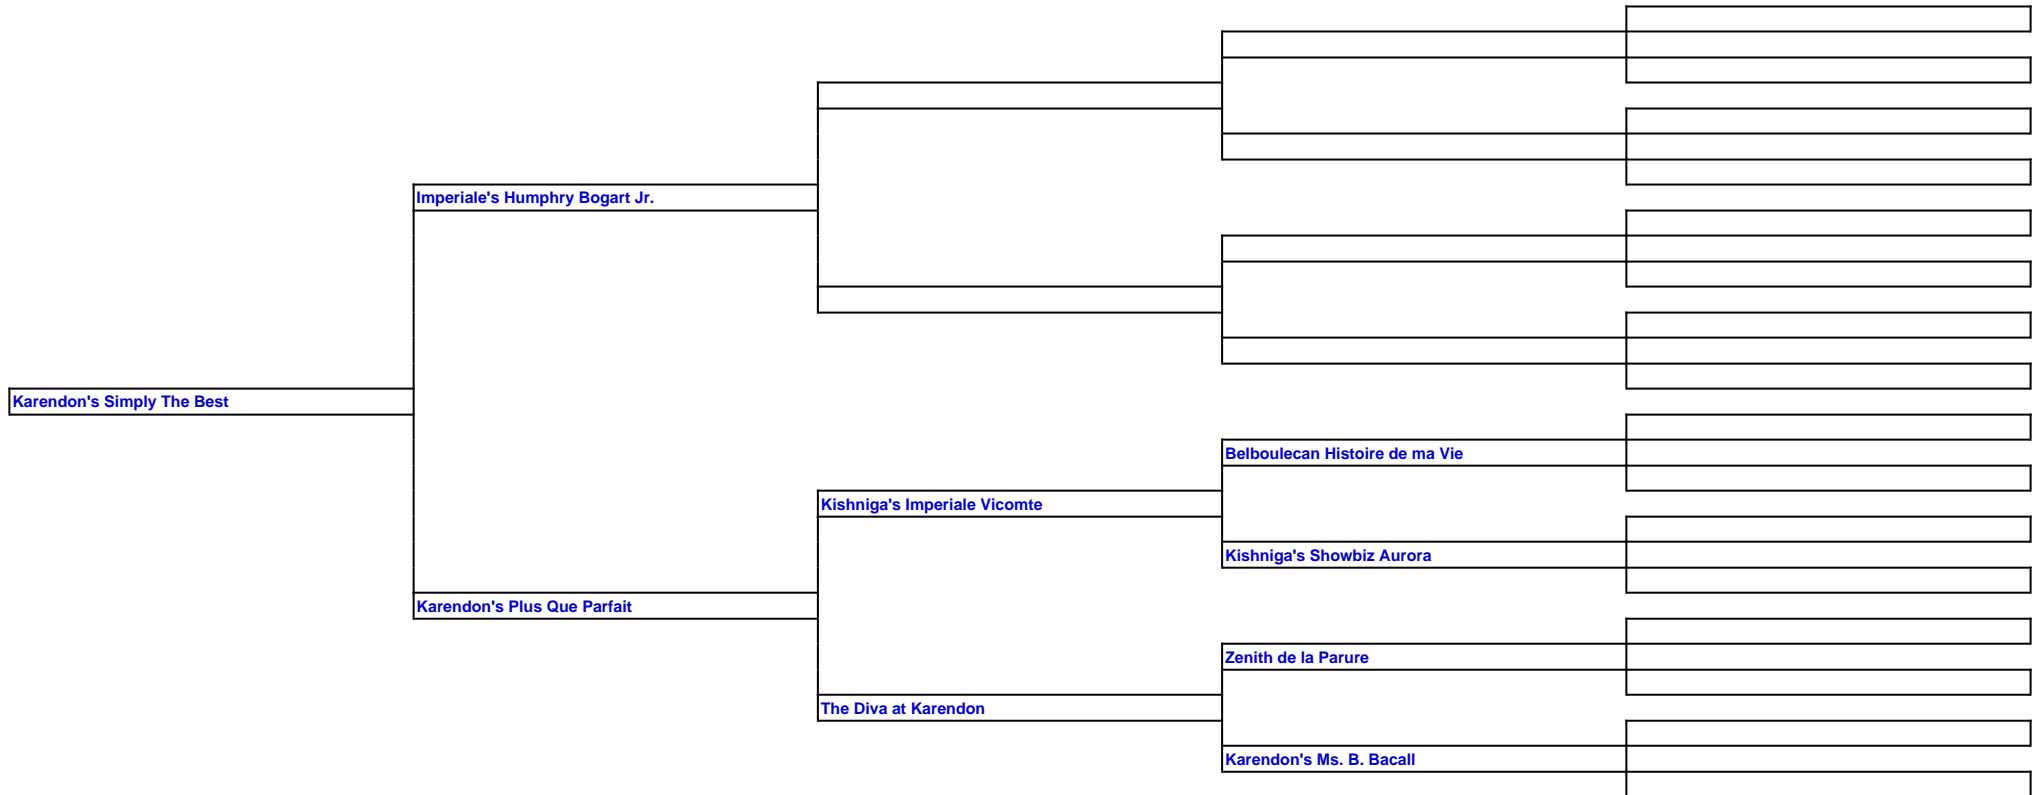 Imperiale's Humphry Bogart Jr.
Karendon's Simply The Best
Belboulecan Histoire de ma Vie
Kishniga's Imperiale Vicomte
Kishniga's Showbiz Aurora
Karendon's Plus Que Parfait
Zenith de la Parure
The Diva at Karendon
Karendon's Ms. B. Bacall